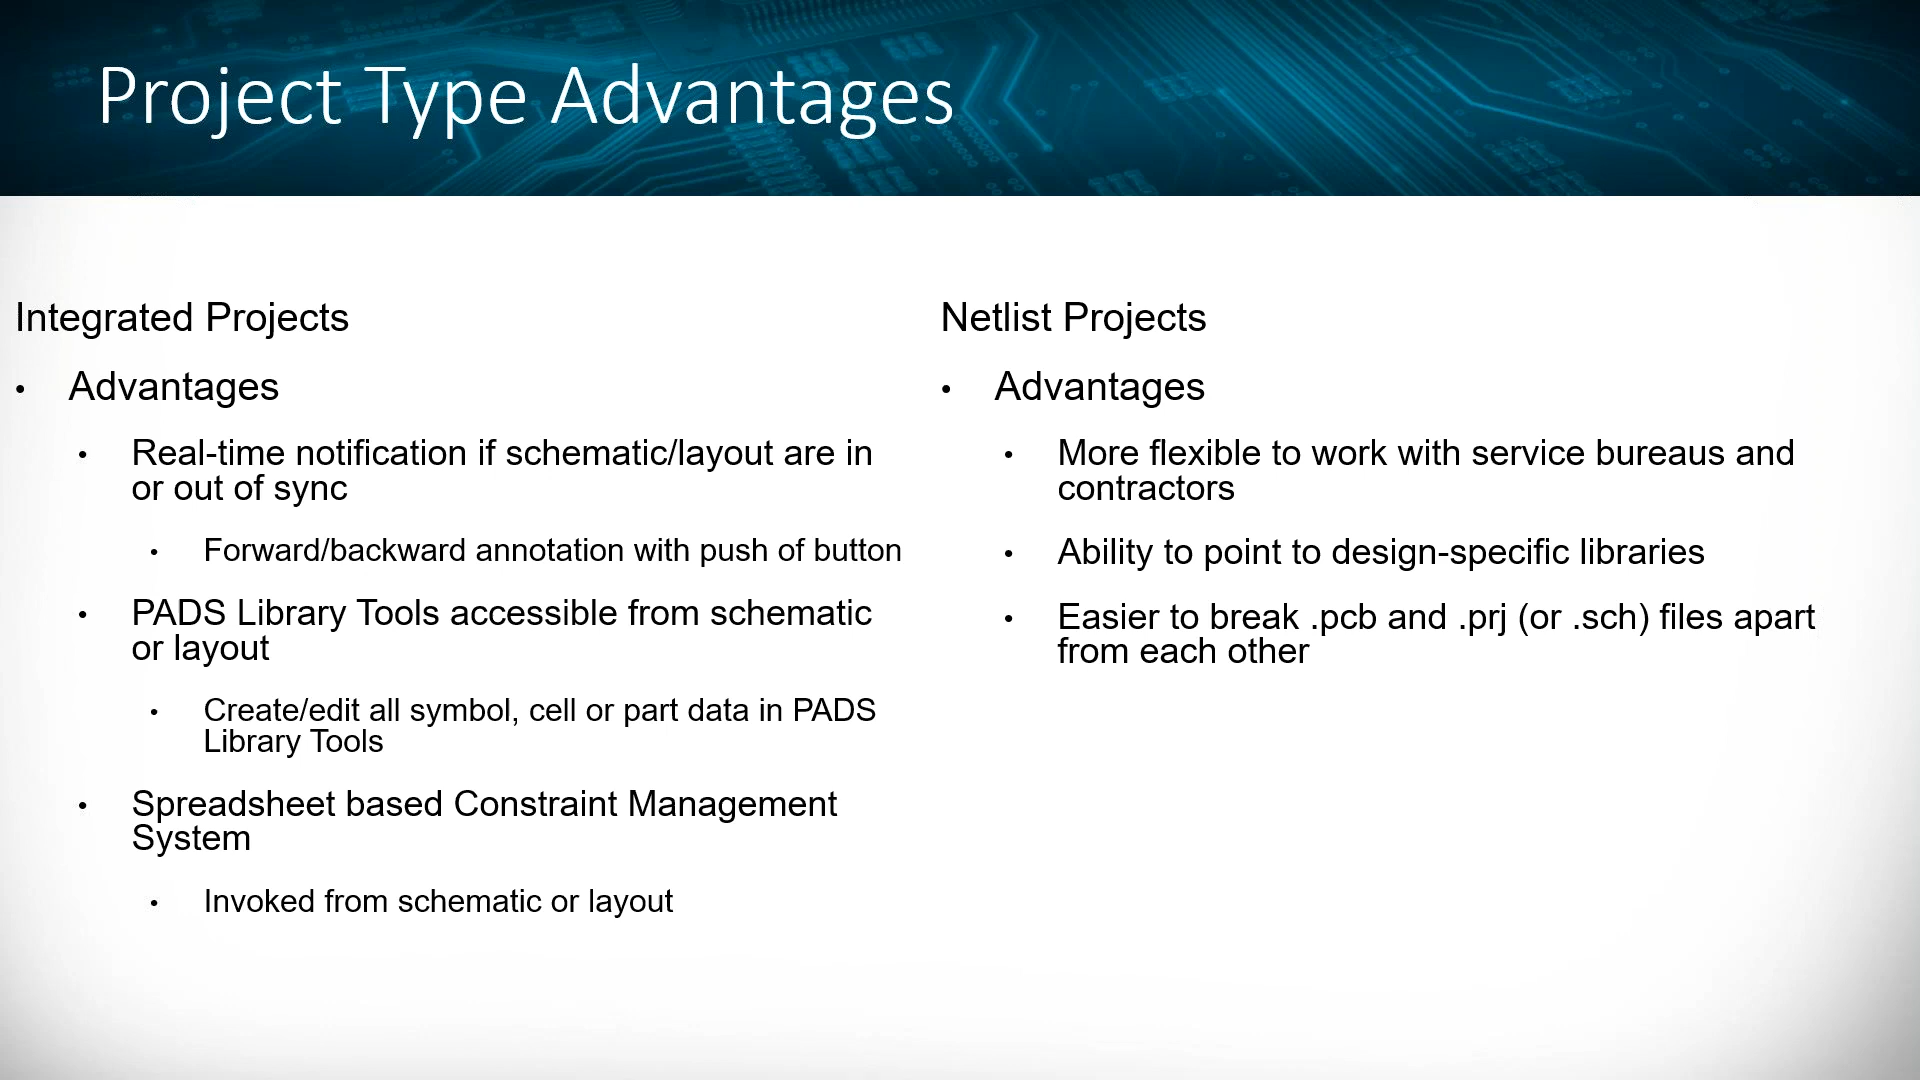 Project Type Advantages
Integrated Projects
• Advantages
• Real-time notification if schematic/layout are in
or out of sync
• Forward/backward annotation with push of button
• PADS Library Tools accessible from schematic
or layout
• Create/edit all symbol, cell or part data in PADS
Library Tools
• Spreadsheet based Constraint Management
System
• Invoked from schematic or layout
Netlist Projects
• Advantages
• More flexible to work with service bureaus and
contractors
• Ability to point to design-specific libraries
• Easier to break .pcb and .prj (or .sch) files apart
from each other